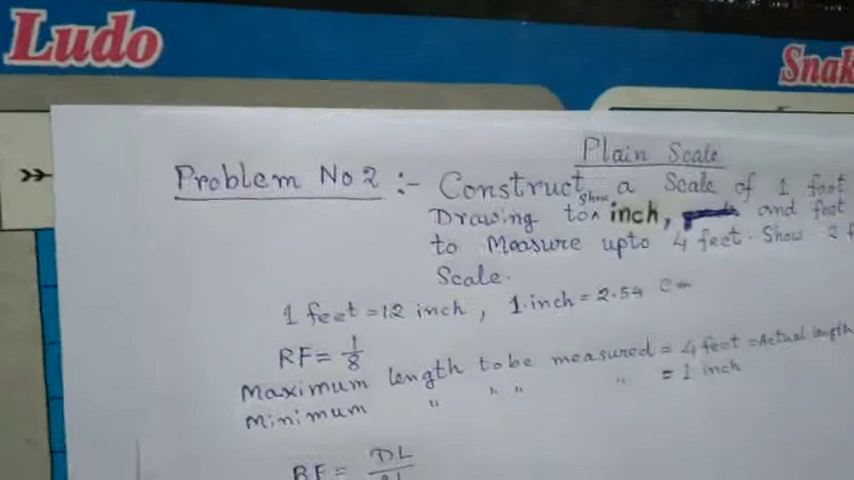 Ludo
Snak
Plain Scale
Problem No 2 :- Construct a Scale of 1 foot
Drawing to show inch, and feet
to Measure upto 4 feet. Show 2
Scale.
1 feet = 12 inch, 1 inch = 2.54 cm
RF = 1/8
Maximum length to be measured = 4 feet = Actual length
Minimum " " " " = 1 inch
RF = DL